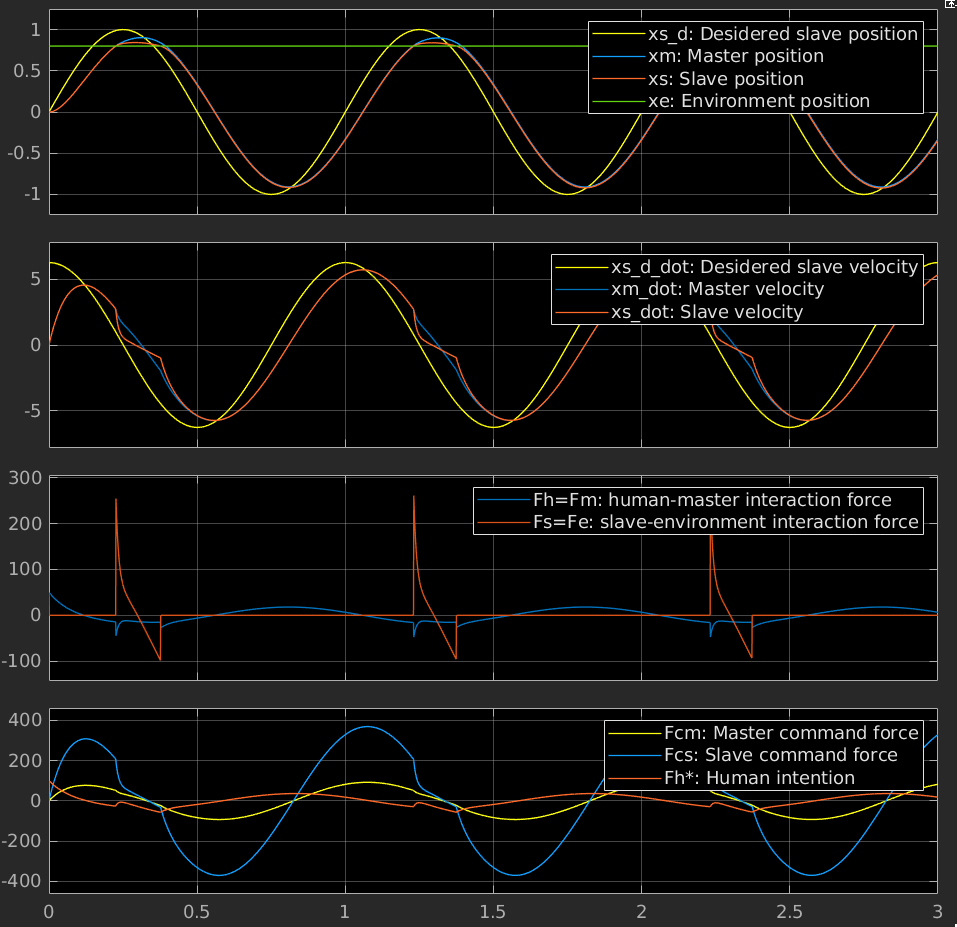 1
0.5
0
-0.5
-1
xs_d: Desidered slave position
xm: Master position
xs: Slave position
xe: Environment position
5
0
-5
xs_d_dot: Desidered slave velocity
xm_dot: Master velocity
xs_dot: Slave velocity
300
200
100
0
-100
Fh=Fm: human-master interaction force
Fs=Fe: slave-environment interaction force
400
200
0
-200
-400
Fcm: Master command force
Fcs: Slave command force
Fh*: Human intention
0 0.5 1 1.5 2 2.5 3